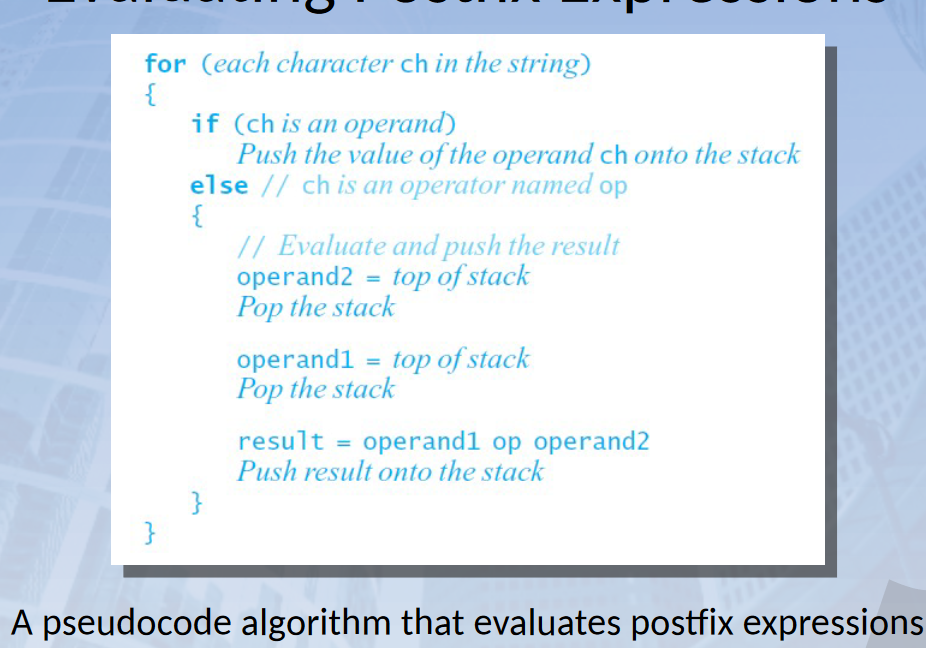 Evaluating Postfix Expressions
for (each character ch in the string)
{
if (ch is an operand)
Push the value of the operand ch onto the stack
else // ch is an operator named op
{
// Evaluate and push the result
operand2 = top of stack
Pop the stack
operand1 = top of stack
Pop the stack
result = operand1 op operand2
Push result onto the stack
}
}
A pseudocode algorithm that evaluates postfix expressions